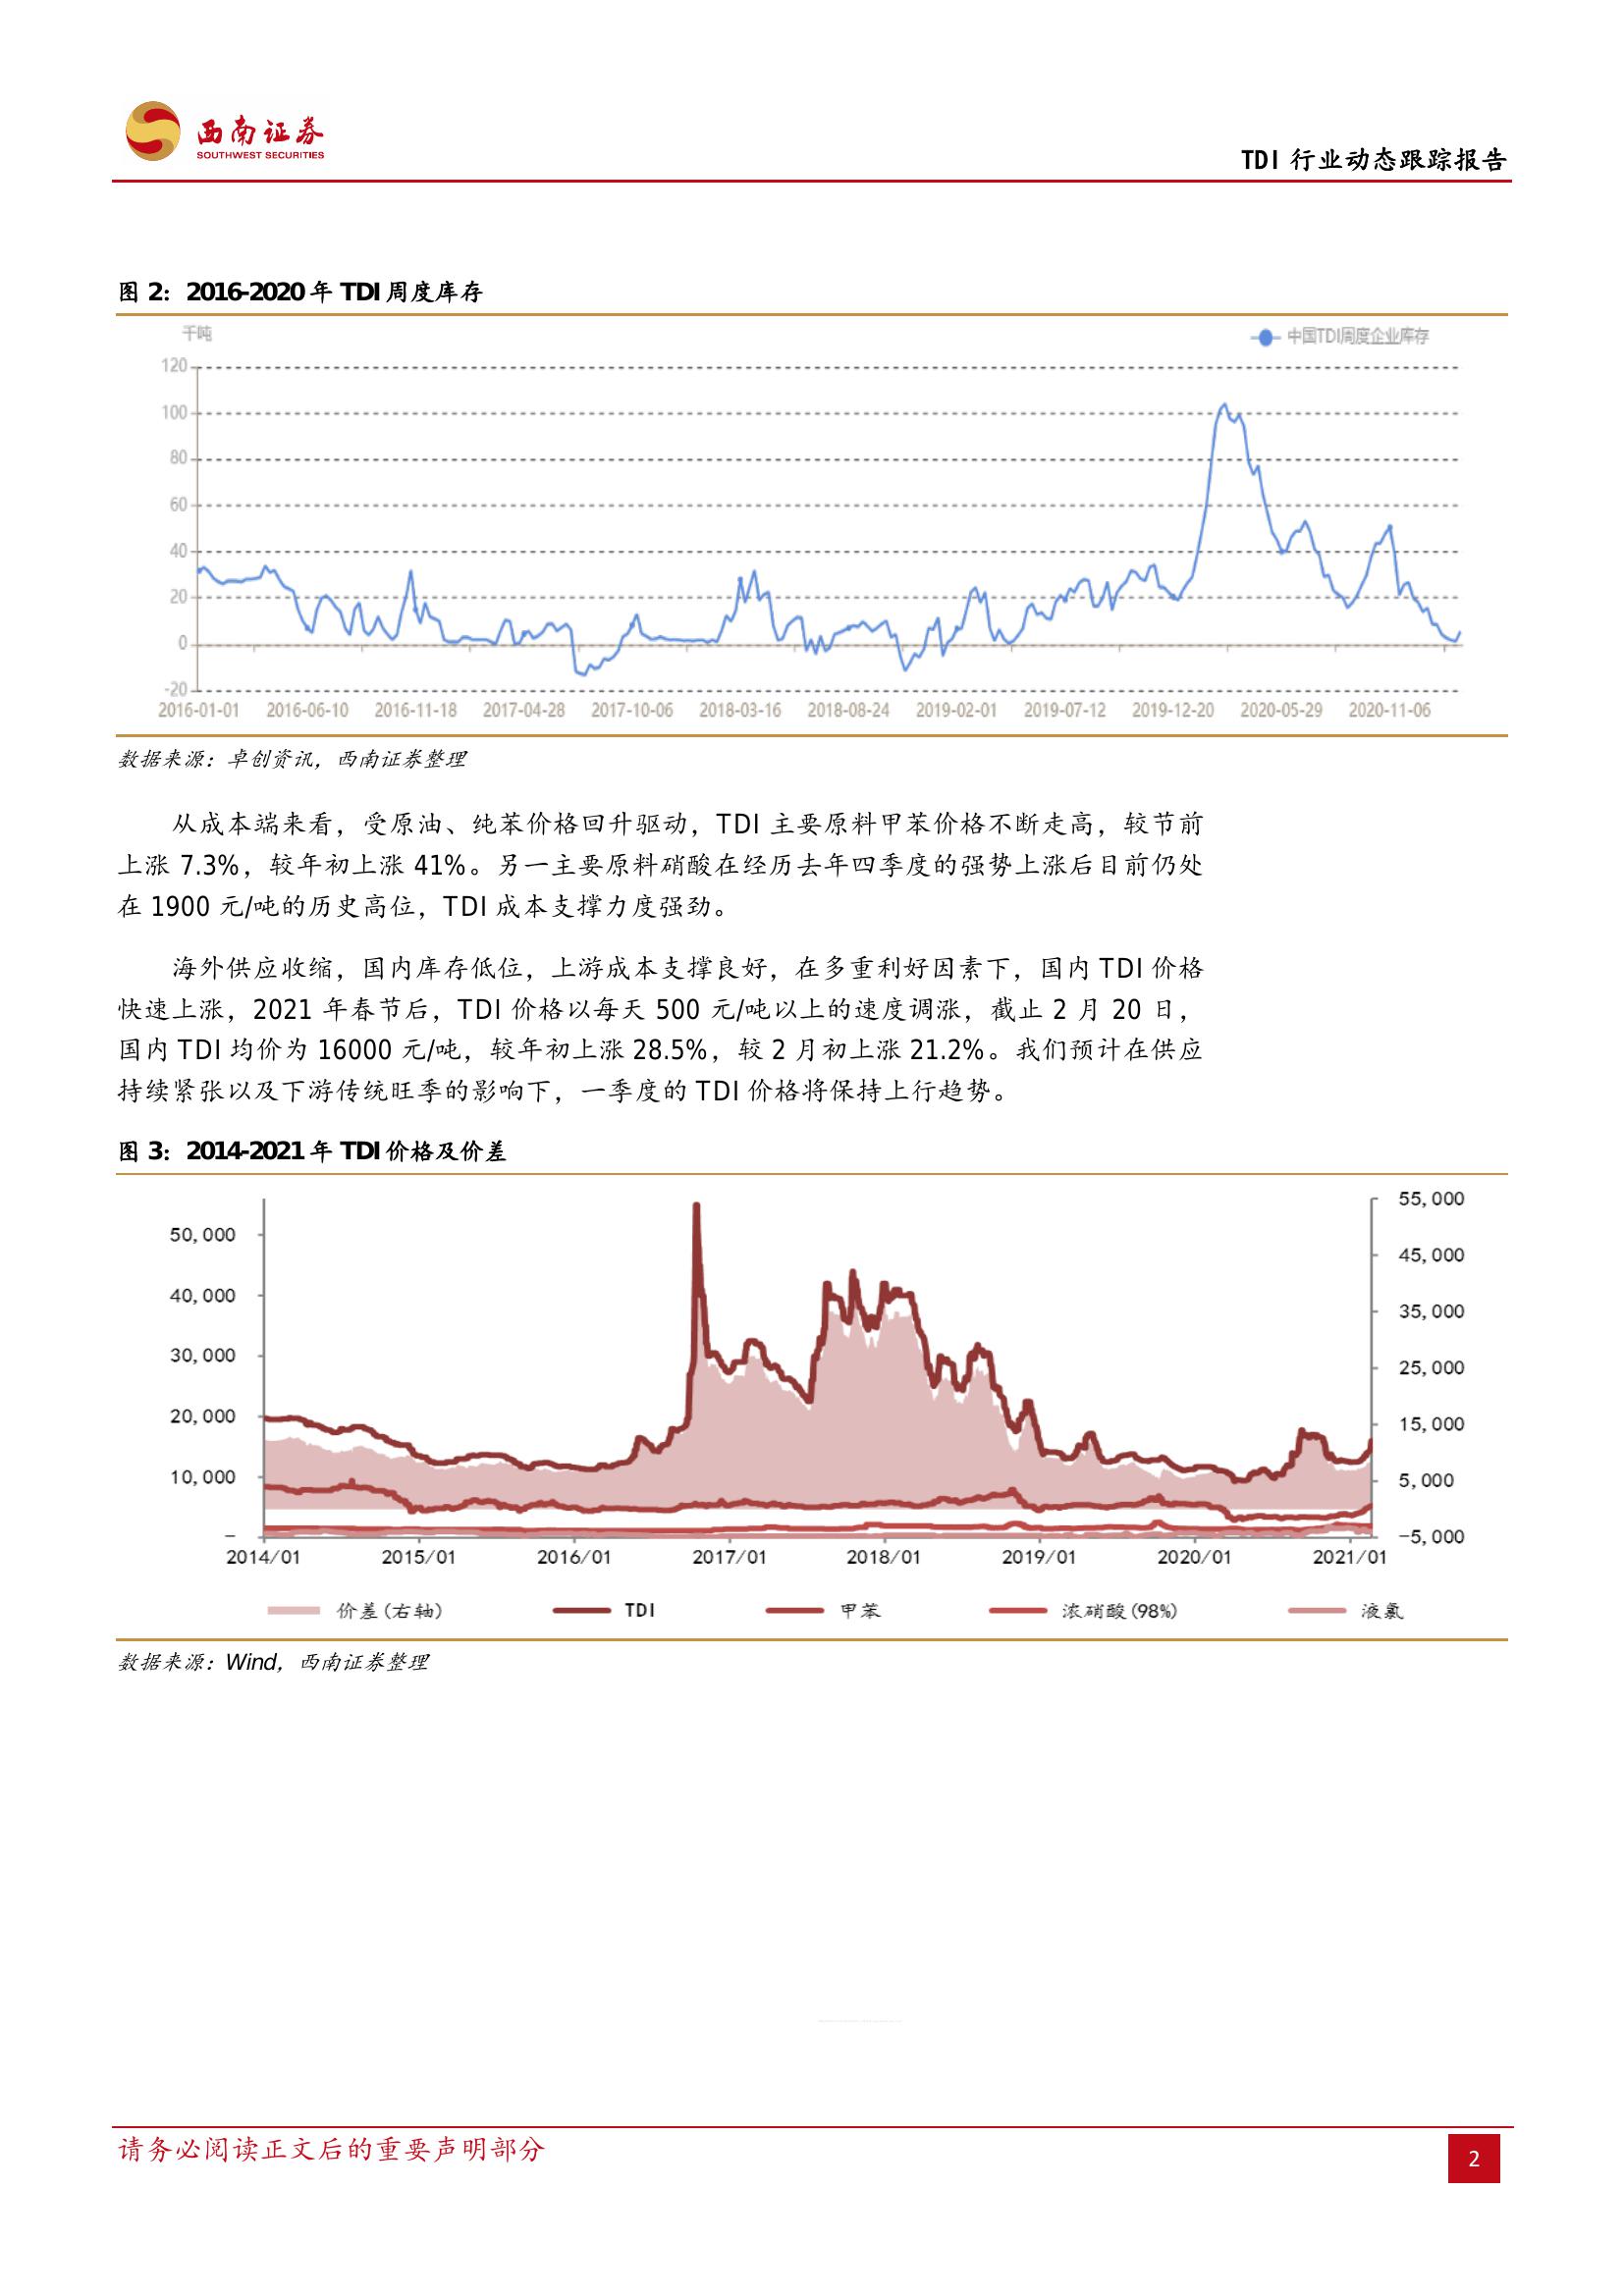 西南证券
SOUTHWEST SECURITIES
TDI 行业动态跟踪报告
图 2：2016-2020 年 TDI 周度库存
千吨
中国TDI周度企业库存
120
100
80
60
40
20
0
-20
2016-01-01 2016-06-10 2016-11-18 2017-04-28 2017-10-06 2018-03-16 2018-08-24 2019-02-01 2019-07-12 2019-12-20 2020-05-29 2020-11-06
数据来源：卓创资讯，西南证券整理
从成本端来看，受原油、纯苯价格回升驱动，TDI 主要原料甲苯价格不断走高，较节前
上涨 7.3%，较年初上涨 41%。另一主要原料硝酸在经历去年四季度的强势上涨后目前仍处
在 1900 元/吨的历史高位，TDI 成本支撑力度强劲。
海外供应收缩，国内库存低位，上游成本支撑良好，在多重利好因素下，国内 TDI 价格
快速上涨，2021 年春节后，TDI 价格以每天 500 元/吨以上的速度调涨，截止 2 月 20 日，
国内 TDI 均价为 16000 元/吨，较年初上涨 28.5%，较 2 月初上涨 21.2%。我们预计在供应
持续紧张以及下游传统旺季的影响下，一季度的 TDI 价格将保持上行趋势。
图 3：2014-2021 年 TDI 价格及价差
50,000
40,000
30,000
20,000
10,000
–
55,000
45,000
35,000
25,000
15,000
5,000
-5,000
2014/01 2015/01 2016/01 2017/01 2018/01 2019/01 2020/01 2021/01
价差(右轴) TDI 甲苯 浓硝酸(98%) 液氯
数据来源：Wind，西南证券整理
请务必阅读正文后的重要声明部分
2